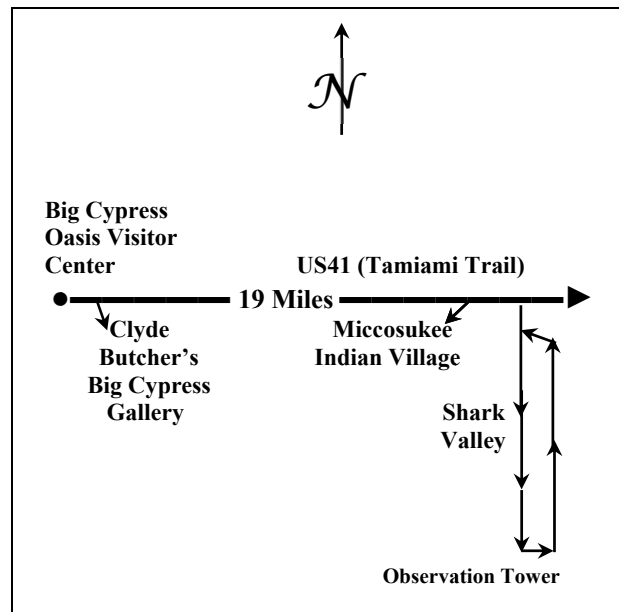 N
Big Cypress
Oasis Visitor
Center
US41 (Tamiami Trail)
19 Miles
Clyde
Butcher's
Big Cypress
Gallery
Miccosukee
Indian Village
Shark
Valley
Observation Tower